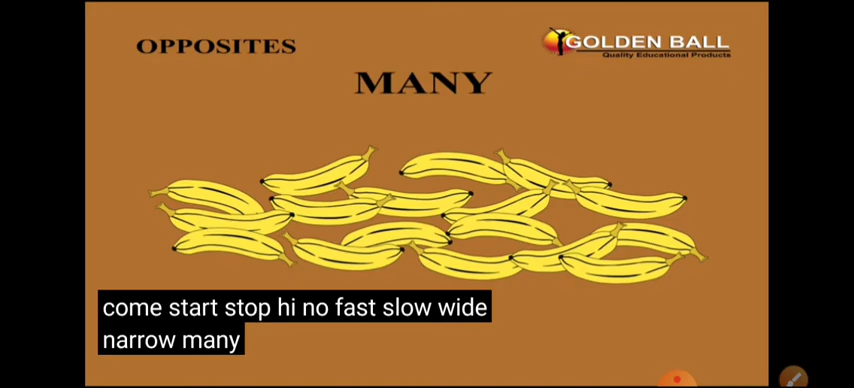 OPPOSITES
GOLDEN BALL
Quality Educational Products
MANY
come start stop hi no fast slow wide
narrow many